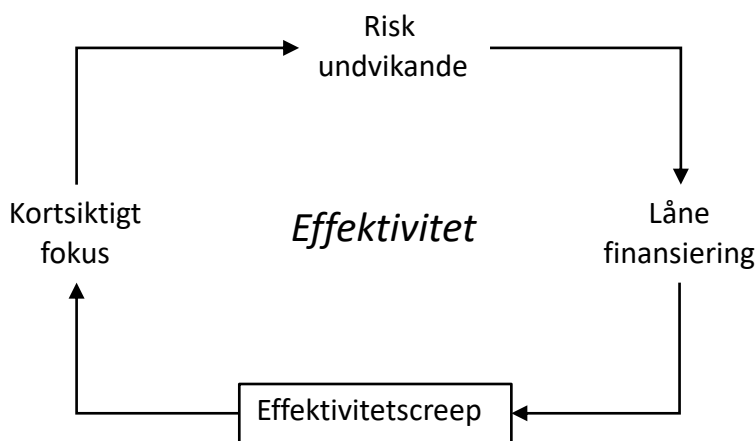 Risk
undvikande
Kortsiktigt
fokus
Effektivitet
Låne
finansiering
Effektivitetscreep